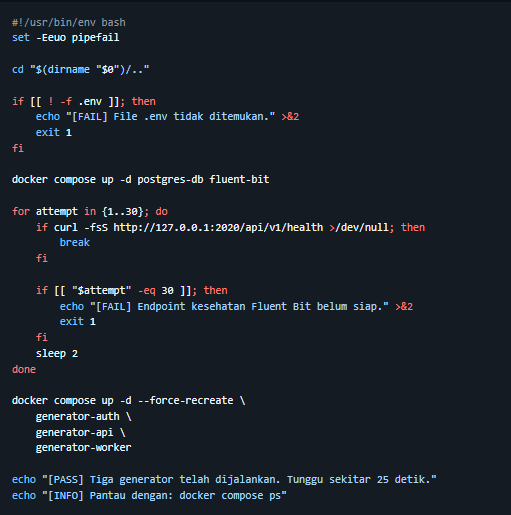 #!/usr/bin/env bash
set -Eeuo pipefail

cd "$(dirname "$0")/.."

if [[ ! -f .env ]]; then
    echo "[FAIL] File .env tidak ditemukan." >&2
    exit 1
fi

docker compose up -d postgres-db fluent-bit

for attempt in {1..30}; do
    if curl -fsS http://127.0.0.1:2020/api/v1/health >/dev/null; then
        break
    fi

    if [[ "$attempt" -eq 30 ]]; then
        echo "[FAIL] Endpoint kesehatan Fluent Bit belum siap." >&2
        exit 1
    fi
    sleep 2
done

docker compose up -d --force-recreate \
    generator-auth \
    generator-api \
    generator-worker

echo "[PASS] Tiga generator telah dijalankan. Tunggu sekitar 25 detik."
echo "[INFO] Pantau dengan: docker compose ps"